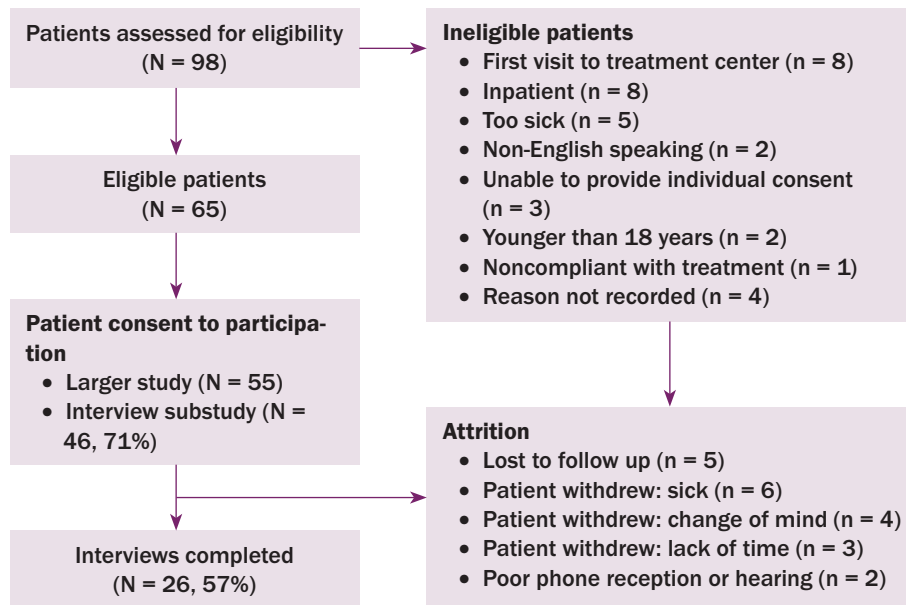 Patients assessed for eligibility
(N = 98)
Ineligible patients
• First visit to treatment center (n = 8)
• Inpatient (n = 8)
• Too sick (n = 5)
• Non-English speaking (n = 2)
• Unable to provide individual consent
(n = 3)
• Younger than 18 years (n = 2)
• Noncompliant with treatment (n = 1)
• Reason not recorded (n = 4)
Eligible patients
(N = 65)
Patient consent to participa-
tion
• Larger study (N = 55)
• Interview substudy (N =
46, 71%)
Attrition
• Lost to follow up (n = 5)
• Patient withdrew: sick (n = 6)
• Patient withdrew: change of mind (n = 4)
• Patient withdrew: lack of time (n = 3)
• Poor phone reception or hearing (n = 2)
Interviews completed
(N = 26, 57%)